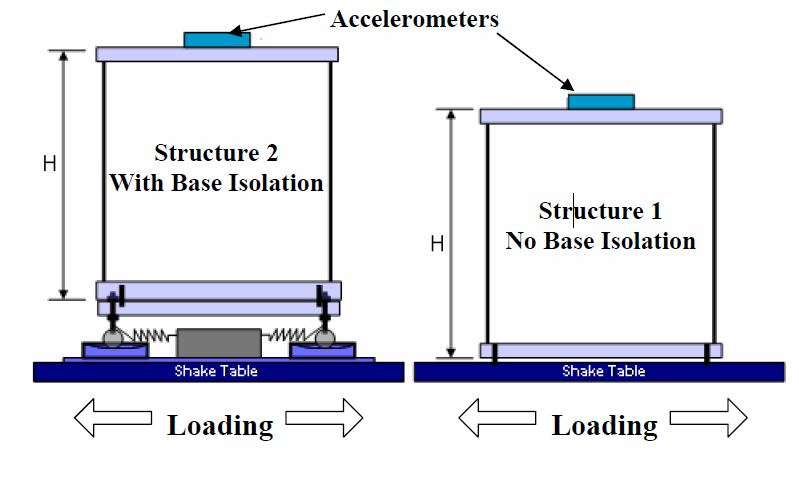 Accelerometers
H
Structure 2
With Base Isolation
Shake Table
Loading
H
Structure 1
No Base Isolation
Shake Table
Loading